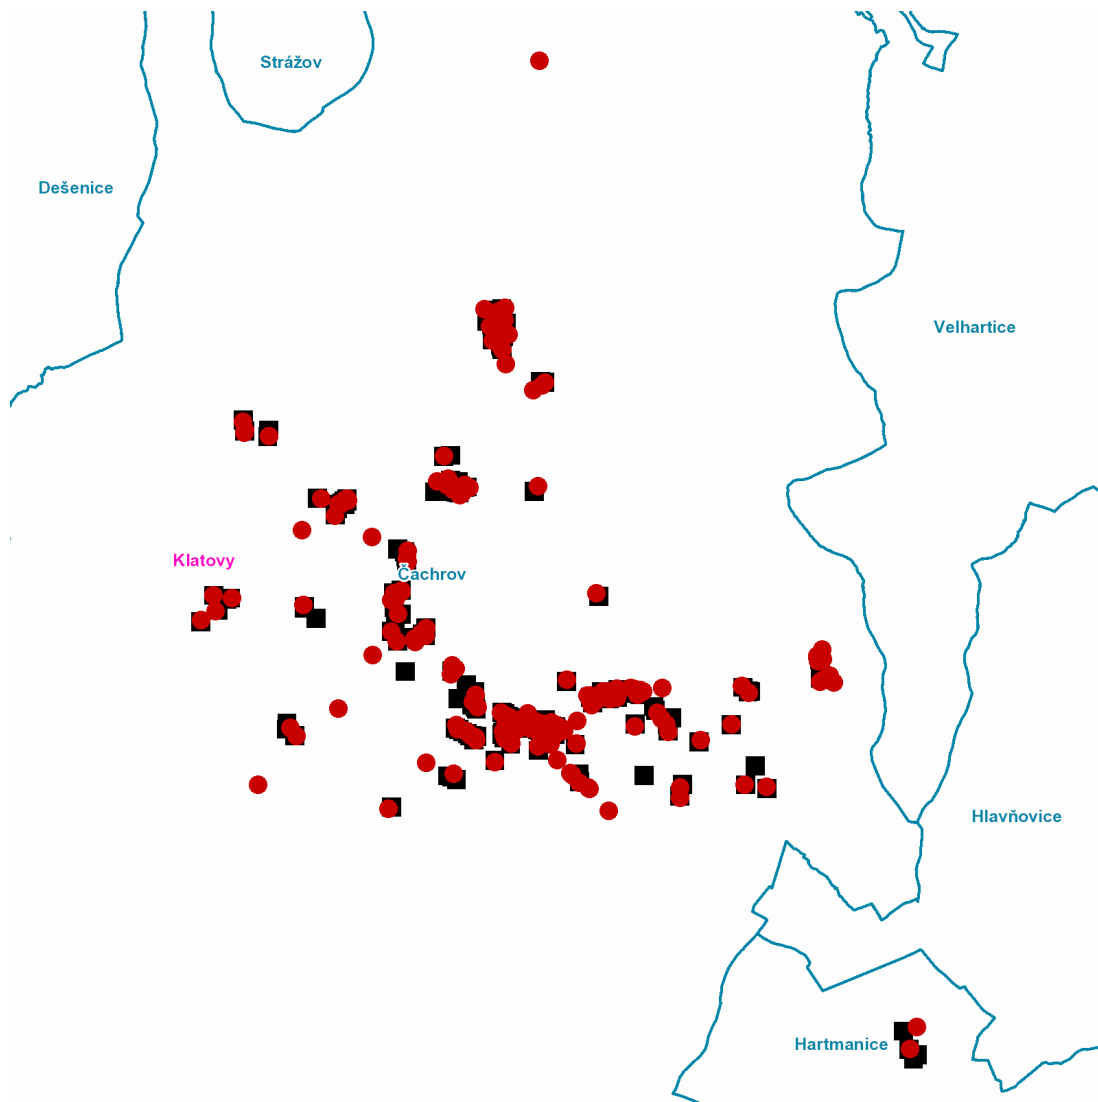 Strážov
Dešenice
Velhartice
Klatovy
Čachrov
Hlavňovice
Hartmanice